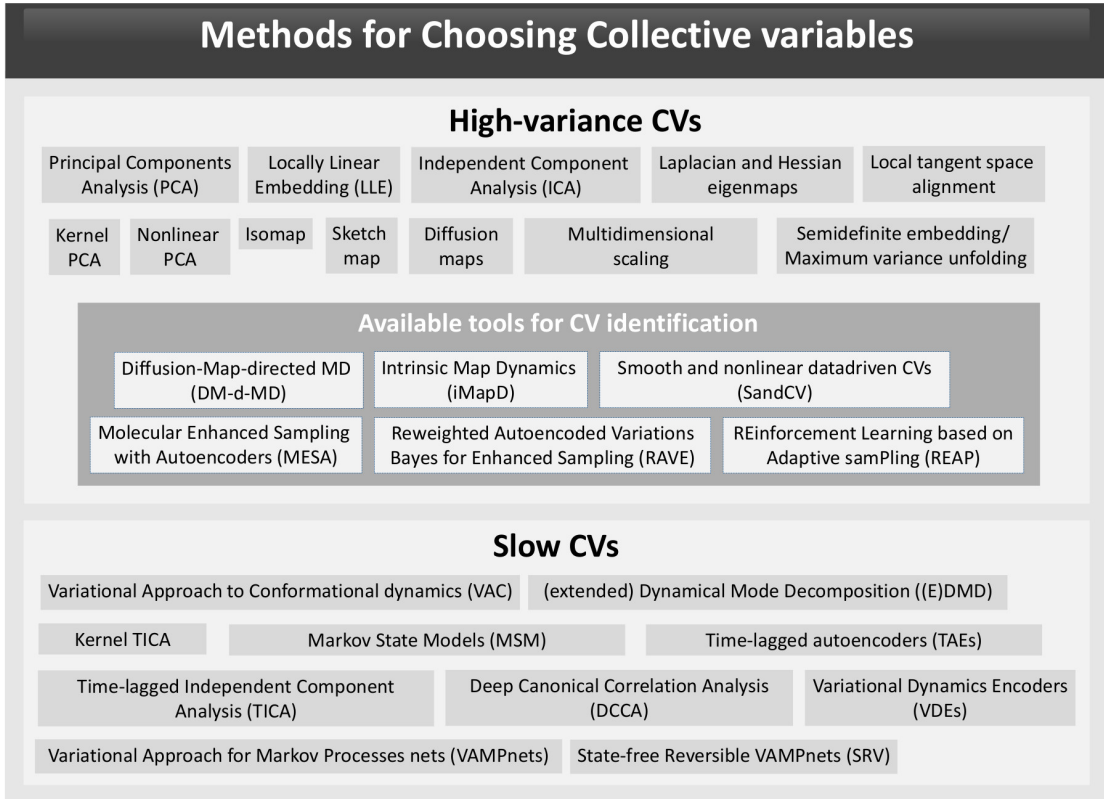 Methods for Choosing Collective variables
High-variance CVs
Principal Components
Analysis (PCA)
Locally Linear
Embedding (LLE)
Independent Component
Analysis (ICA)
Laplacian and Hessian
eigenmaps
Local tangent space
alignment
Kernel
PCA
Nonlinear
PCA
Isomap
Sketch
map
Diffusion
maps
Multidimensional
scaling
Semidefinite embedding/
Maximum variance unfolding
Available tools for CV identification
Diffusion-Map-directed MD
(DM-d-MD)
Intrinsic Map Dynamics
(iMapD)
Smooth and nonlinear datadriven CVs
(SandCV)
Molecular Enhanced Sampling
with Autoencoders (MESA)
Reweighted Autoencoded Variations
Bayes for Enhanced Sampling (RAVE)
REinforcement Learning based on
Adaptive samPling (REAP)
Slow CVs
Variational Approach to Conformational dynamics (VAC)
(extended) Dynamical Mode Decomposition ((E)DMD)
Kernel TICA
Markov State Models (MSM)
Time-lagged autoencoders (TAEs)
Time-lagged Independent Component
Analysis (TICA)
Deep Canonical Correlation Analysis
(DCCA)
Variational Dynamics Encoders
(VDEs)
Variational Approach for Markov Processes nets (VAMPnets)
State-free Reversible VAMPnets (SRV)